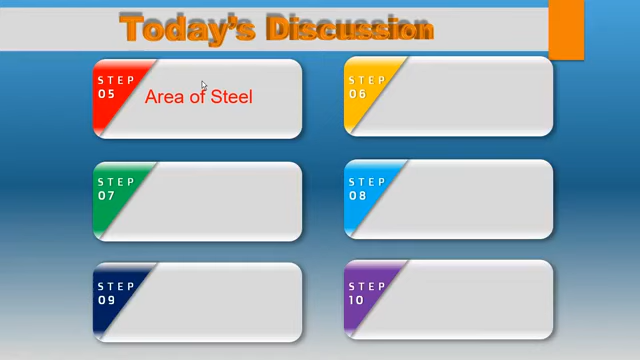 Today's Discussion
STEP
05
Area of Steel
STEP
06
STEP
07
STEP
08
STEP
09
STEP
10